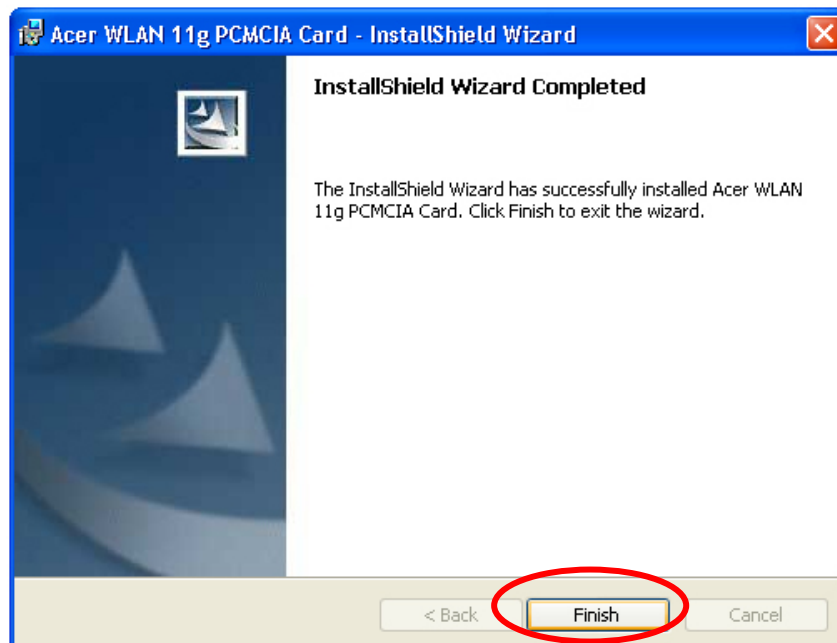 Acer WLAN 11g PCMCIA Card - InstallShield Wizard
InstallShield Wizard Completed
The InstallShield Wizard has successfully installed Acer WLAN
11g PCMCIA Card. Click Finish to exit the wizard.
< Back Finish Cancel